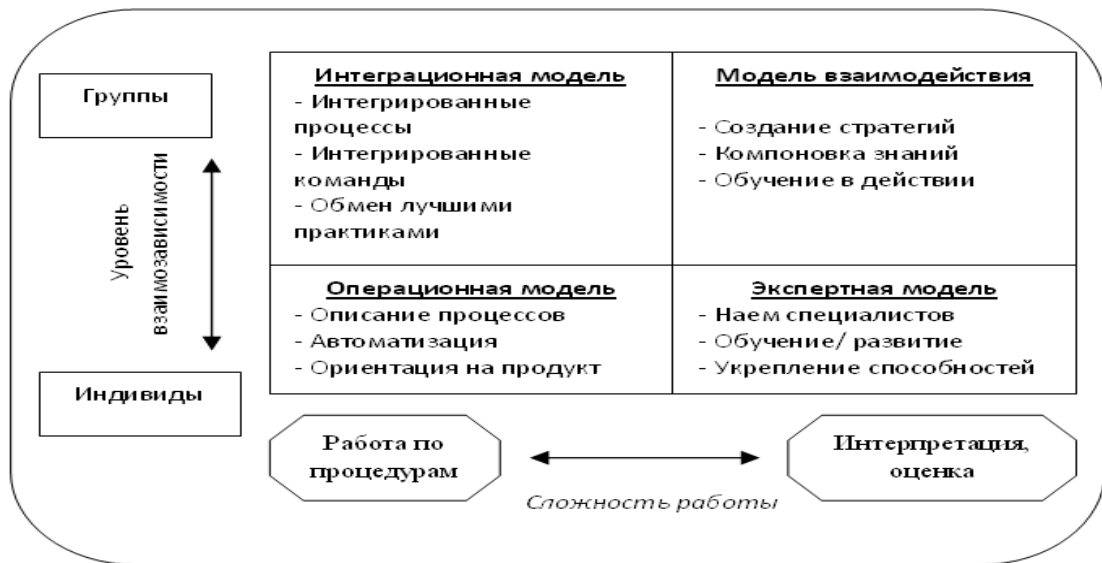 Группы
Уровень
взаимозависимости
Индивиды
Интеграционная модель
- Интегрированные
процессы
- Интегрированные
команды
- Обмен лучшими
практиками
Модель взаимодействия
- Создание стратегий
- Компоновка знаний
- Обучение в действии
Операционная модель
- Описание процессов
- Автоматизация
- Ориентация на продукт
Экспертная модель
- Наем специалистов
- Обучение/ развитие
- Укрепление способностей
Работа по
процедурам
Интерпретация,
оценка
Сложность работы